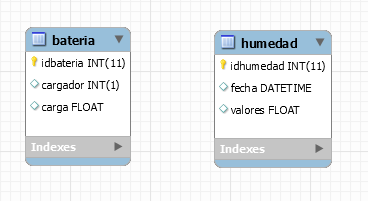 bateria
idbateria INT(11)
cargador INT(1)
carga FLOAT
Indexes
humedad
idhumedad INT(11)
fecha DATETIME
valores FLOAT
Indexes